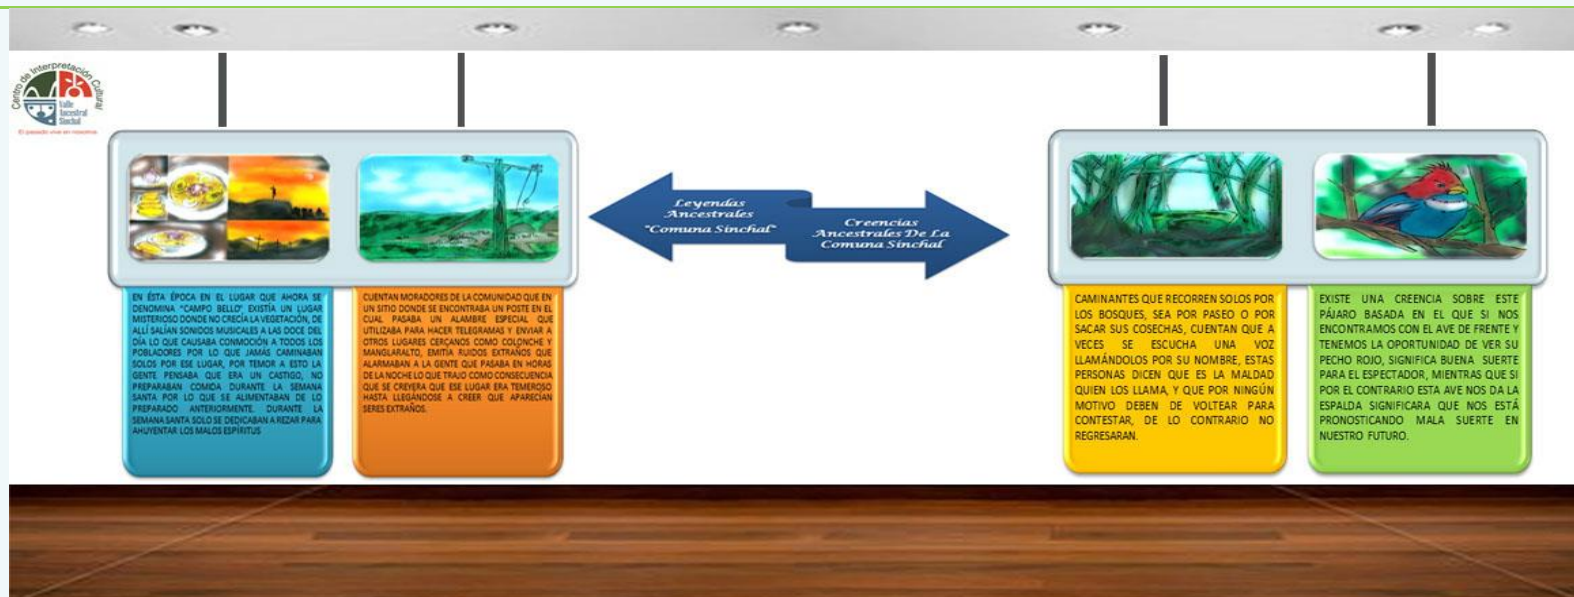 Centro de Interpretación Cultural
Valle
Ancestral
Sinchal
El pasado vive en nosotros
Leyendas
Ancestrales
"Comuna Sinchal"
Creencias
Ancestrales De La
Comuna Sinchal
EN ÉSTA ÉPOCA EN EL LUGAR QUE AHORA SE
DENOMINA "CAMPO BELLO" EXISTÍA UN LUGAR
MISTERIOSO DONDE NO CRECÍA LA VEGETACIÓN, DE
ALLÍ SALÍAN SONIDOS MUSICALES A LAS DOCE DEL
DÍA LO QUE CAUSABA CONMOCIÓN A TODOS LOS
POBLADORES POR LO QUE JAMÁS CAMINABAN
SOLOS POR ESE LUGAR, POR TEMOR A ESTO LA
GENTE PENSABA QUE ERA UN CASTIGO, NO
PREPARABAN COMIDA DURANTE LA SEMANA
SANTA POR LO QUE SE ALIMENTABAN DE LO
PREPARADO ANTERIORMENTE. DURANTE LA
SEMANA SANTA SOLO SE DEDICABAN A REZAR PARA
AHUYENTAR LOS MALOS ESPÍRITUS
CUENTAN MORADORES DE LA COMUNIDAD QUE EN
UN SITIO DONDE SE ENCONTRABA UN POSTE EN EL
CUAL PASABA UN ALAMBRE ESPECIAL QUE
UTILIZABA PARA HACER TELEGRAMAS Y ENVIAR A
OTROS LUGARES CERCANOS COMO COLONCHE Y
MANGLARALTO, EMITÍA RUIDOS EXTRAÑOS QUE
ALARMABAN A LA GENTE QUE PASABA EN HORAS
DE LA NOCHE LO QUE TRAJO COMO CONSECUENCIA
QUE SE CREYERA QUE ESE LUGAR ERA TEMEROSO
HASTA LLEGÁNDOSE A CREER QUE APARECÍAN
SERES EXTRAÑOS.
CAMINANTES QUE RECORREN SOLOS POR
LOS BOSQUES, SEA POR PASEO O POR
SACAR SUS COSECHAS, CUENTAN QUE A
VECES SE ESCUCHA UNA VOZ
LLAMÁNDOLOS POR SU NOMBRE, ESTAS
PERSONAS DICEN QUE ES LA MALDAD
QUIEN LOS LLAMA, Y QUE POR NINGÚN
MOTIVO DEBEN DE VOLTEAR PARA
CONTESTAR, DE LO CONTRARIO NO
REGRESARAN.
EXISTE UNA CREENCIA SOBRE ESTE
PÁJARO BASADA EN EL QUE SI NOS
ENCONTRAMOS CON EL AVE DE FRENTE Y
TENEMOS LA OPORTUNIDAD DE VER SU
PECHO ROJO, SIGNIFICA BUENA SUERTE
PARA EL ESPECTADOR, MIENTRAS QUE SI
POR EL CONTRARIO ESTA AVE NOS DA LA
ESPALDA SIGNIFICARA QUE NOS ESTÁ
PRONOSTICANDO MALA SUERTE EN
NUESTRO FUTURO.